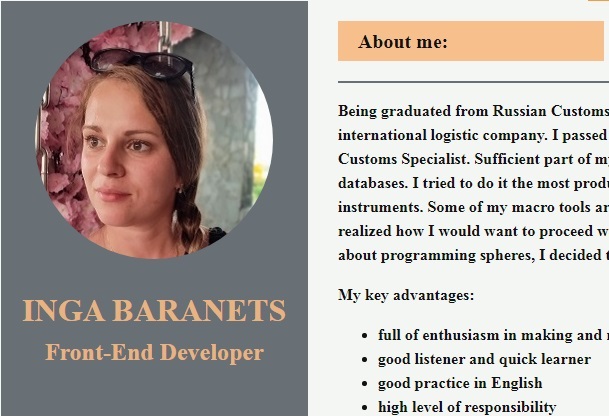 INGA BARANETS
Front-End Developer
About me:
Being graduated from Russian Customs
international logistic company. I passed
Customs Specialist. Sufficient part of
databases. I tried to do it the most
instruments. Some of my macro tools
realized how I would want to proceed
about programming spheres, I decided
My key advantages:
• full of enthusiasm in making and
• good listener and quick learner
• good practice in English
• high level of responsibility